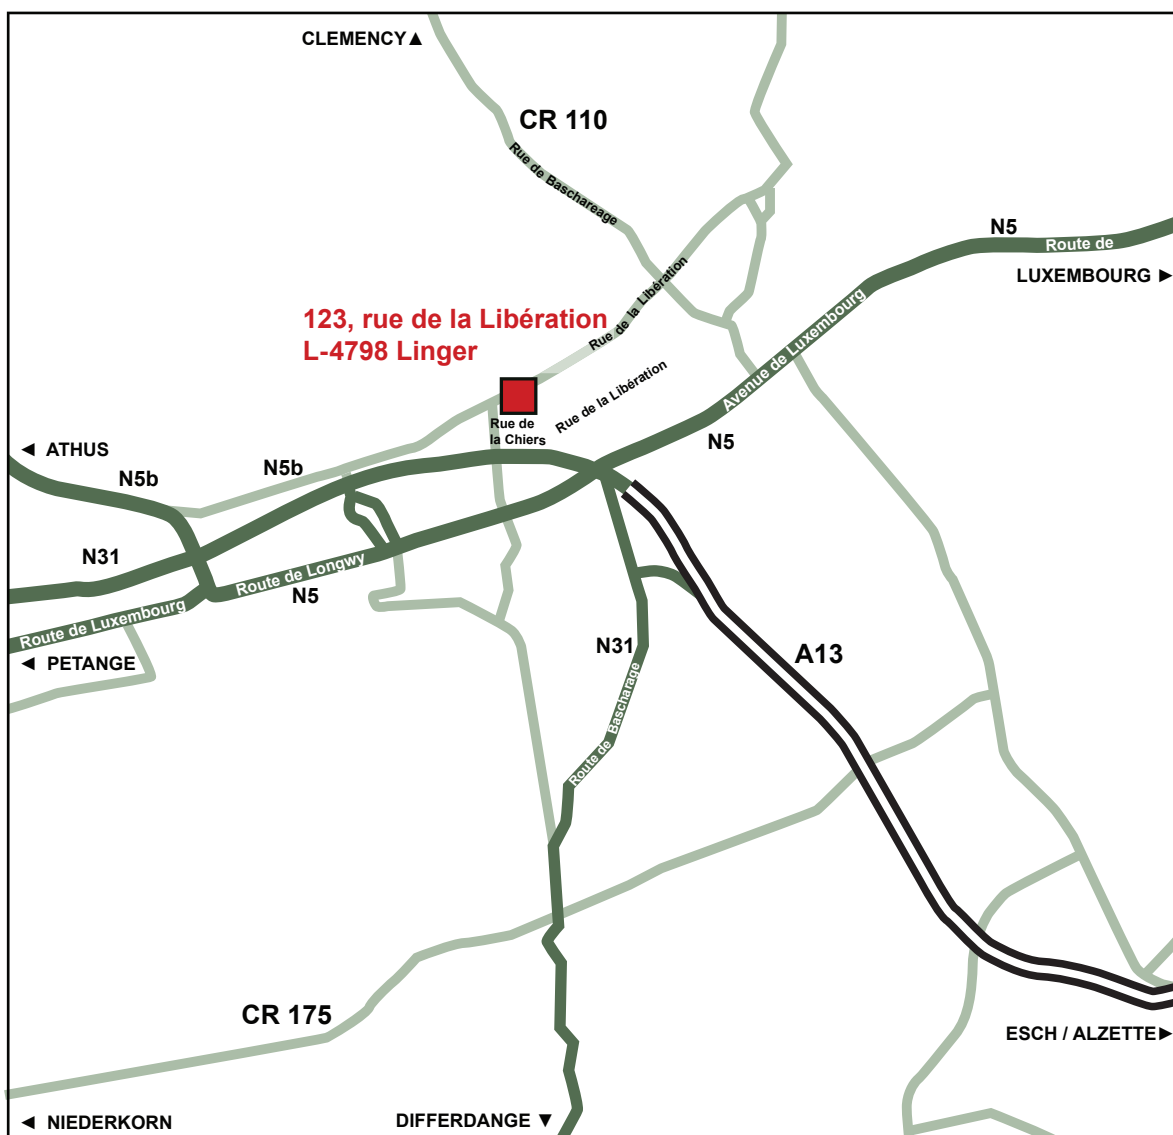 CLEMENCY▲
CR 110
Rue de Baschareage
N5
Route de
LUXEMBOURG ►
Rue de la Libération
123, rue de la Libération
L-4798 Linger
Avenue de Luxembourg
Rue de la Libération
Rue de
la Chiers
N5
◄ ATHUS
N5b
N5b
N31
Route de Longwy
N5
Route de Luxembourg
◄ PETANGE
N31
A13
Route de Bascharage
CR 175
ESCH / ALZETTE►
◄ NIEDERKORN
DIFFERDANGE ▼